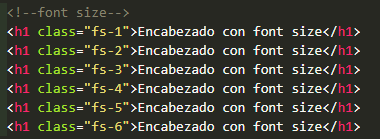 <!--font size-->
<h1 class="fs-1">Encabezado con font size</h1>
<h1 class="fs-2">Encabezado con font size</h1>
<h1 class="fs-3">Encabezado con font size</h1>
<h1 class="fs-4">Encabezado con font size</h1>
<h1 class="fs-5">Encabezado con font size</h1>
<h1 class="fs-6">Encabezado con font size</h1>